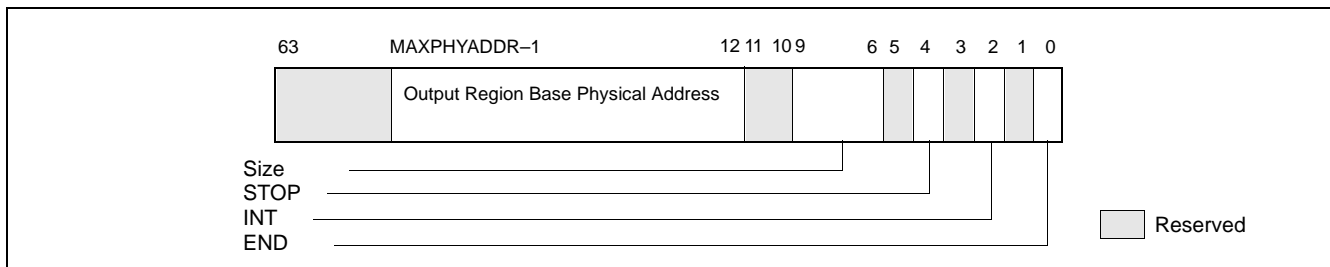 63 MAXPHYADDR–1 12 11 10 9 6 5 4 3 2 1 0
Output Region Base Physical Address
Size
STOP
INT
END
Reserved